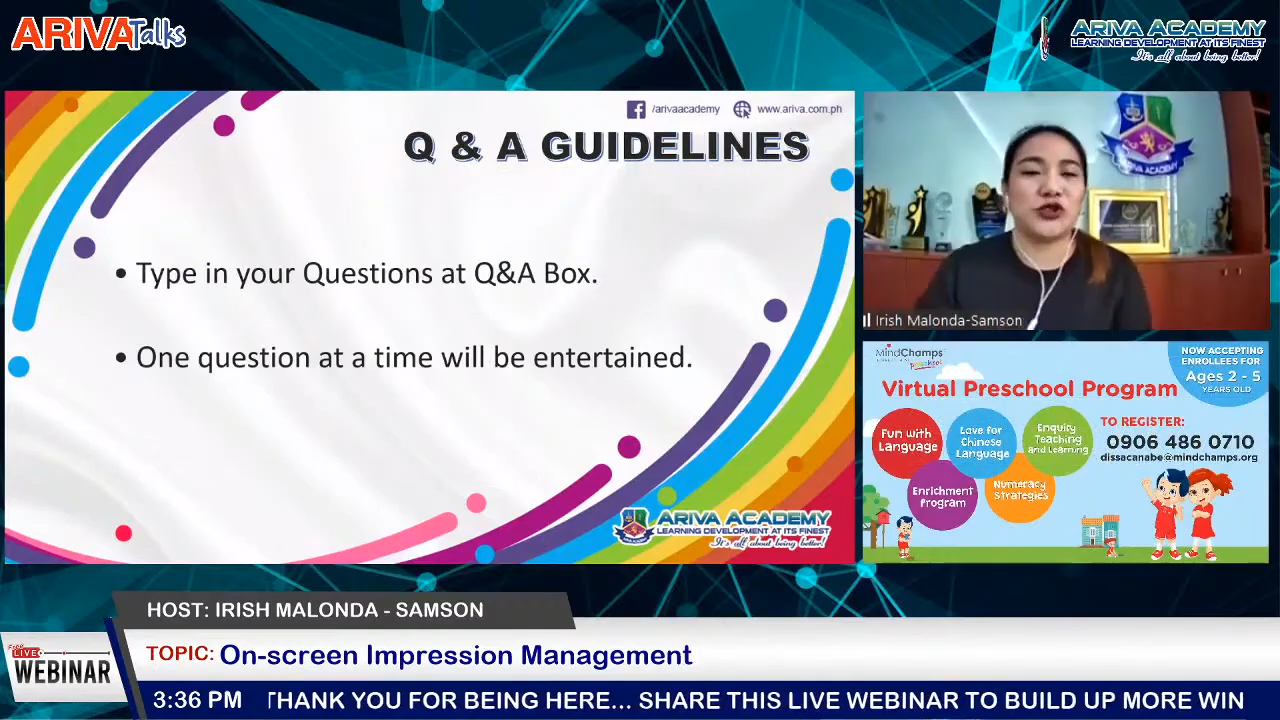 ARIVATalks
ARIVA ACADEMY
LEARNING DEVELOPMENT AT ITS FINEST
It's all about being better!
/arivaacademy
www.ariva.com.ph
Q & A GUIDELINES
• Type in your Questions at Q&A Box.
• One question at a time will be entertained.
ARIVA ACADEMY
LEARNING DEVELOPMENT AT ITS FINEST
It's all about being better!
ARIVA ACADEMY
Irish Malonda-Samson
MindChamps
preschool
NOW ACCEPTING
ENROLLEES FOR
Ages 2 - 5
YEARS OLD
Virtual Preschool Program
Fun with
Language
Love for
Chinese
Language
Enquiry
Teaching
and Learning
Enrichment
Program
Numeracy
Strategies
TO REGISTER:
0906 486 0710
dissacanabe@mindchamps.org
HOST: IRISH MALONDA - SAMSON
Free
LIVE
WEBINAR
TOPIC: On-screen Impression Management
3:36 PM
THANK YOU FOR BEING HERE... SHARE THIS LIVE WEBINAR TO BUILD UP MORE WIN